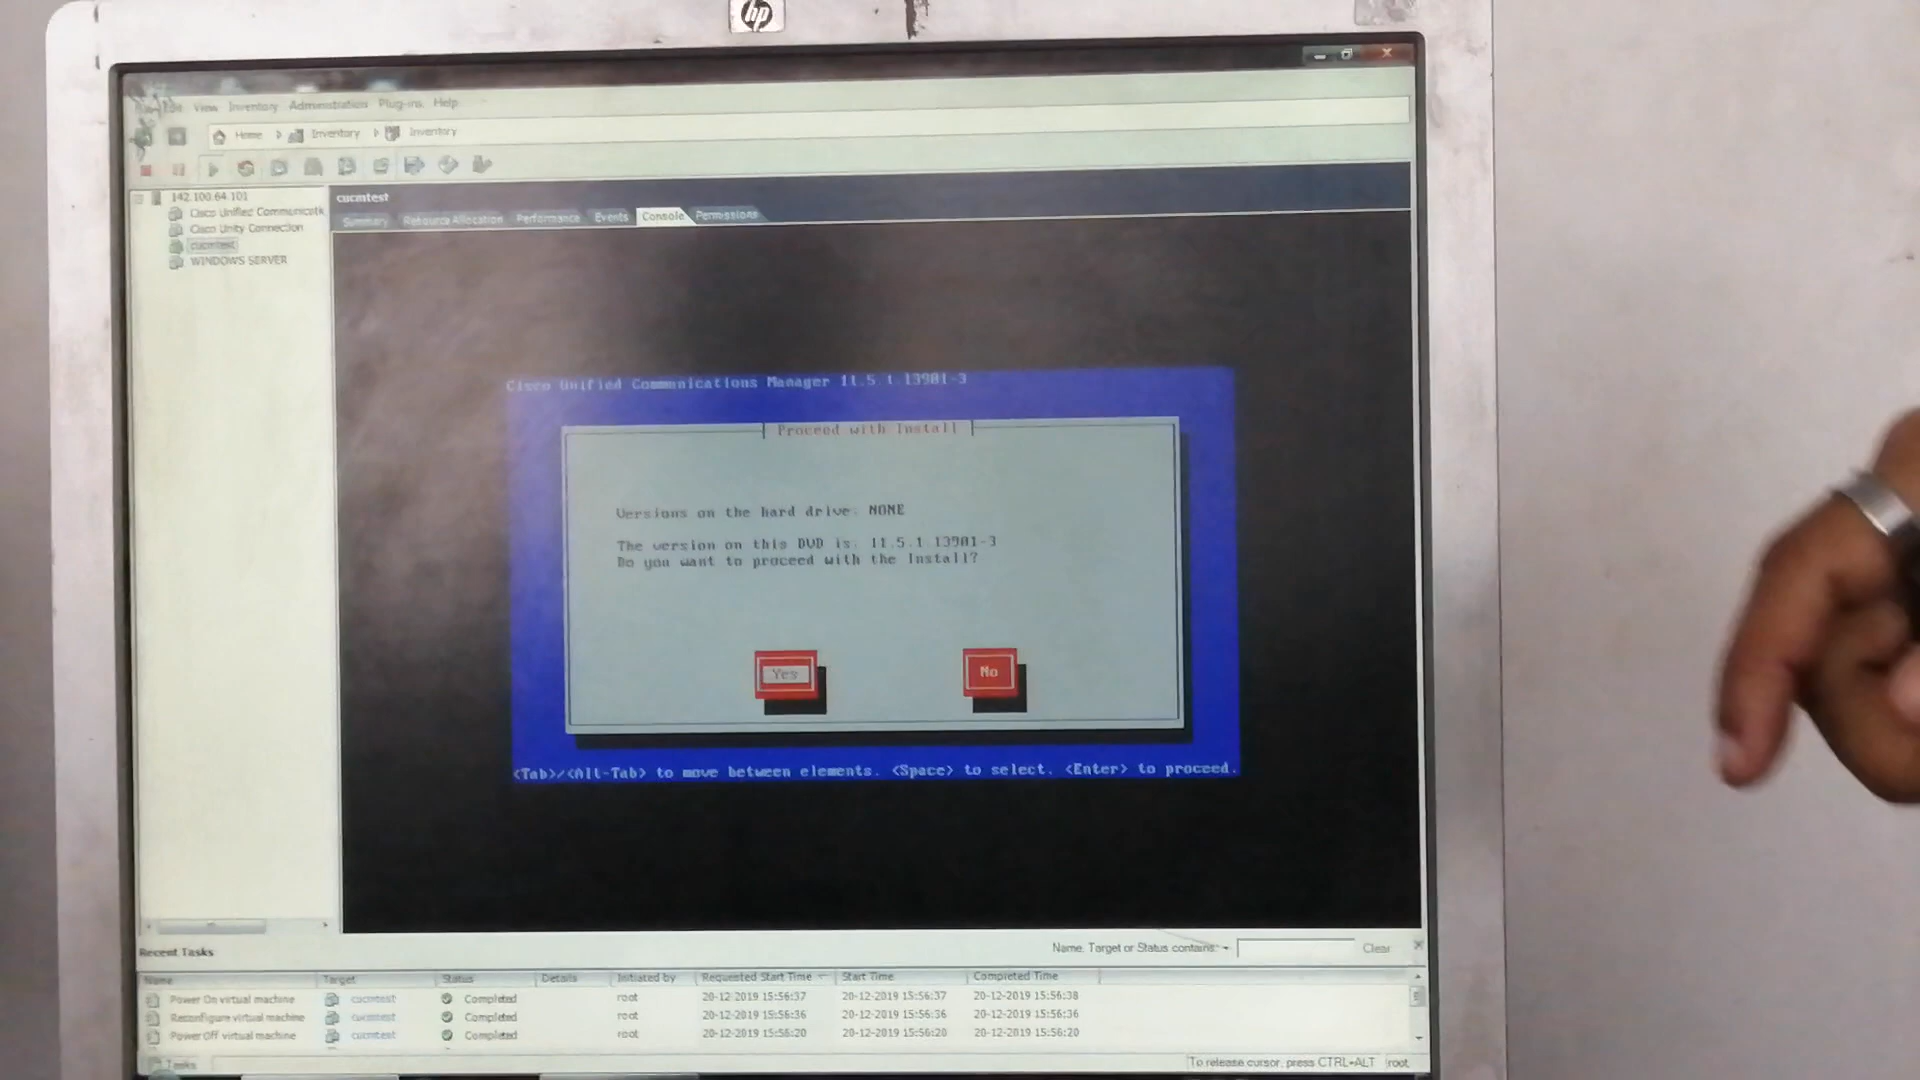 hp
View Inventory Administration Plug-ins Help
Home Inventory Inventory
142.100.64.101
Cisco Unified Communicatik
Cisco Unity Connection
cucmtest
WINDOWS SERVER
cucmtest
Summary Resource Allocation Performance Events Console Permissions
Cisco Unified Communications Manager 11.5.1.13901-3
Proceed with Install
Versions on the hard drive: NONE
The version on this DVD is: 11.5.1.13901-3
Do you want to proceed with the Install?
Yes No
<Tab>/<Alt-Tab> to move between elements. <Space> to select. <Enter> to proceed.
Recent Tasks
Name, Target or Status contains: Clear
Name Target Status Details Initiated by Requested Start Time Start Time Completed Time
Power On virtual machine cucmtest Completed root 20-12-2019 15:56:37 20-12-2019 15:56:37 20-12-2019 15:56:38
Reconfigure virtual machine cucmtest Completed root 20-12-2019 15:56:36 20-12-2019 15:56:36 20-12-2019 15:56:36
Power Off virtual machine cucmtest Completed root 20-12-2019 15:56:20 20-12-2019 15:56:20 20-12-2019 15:56:20
Tasks To release cursor, press CTRL+ALT root